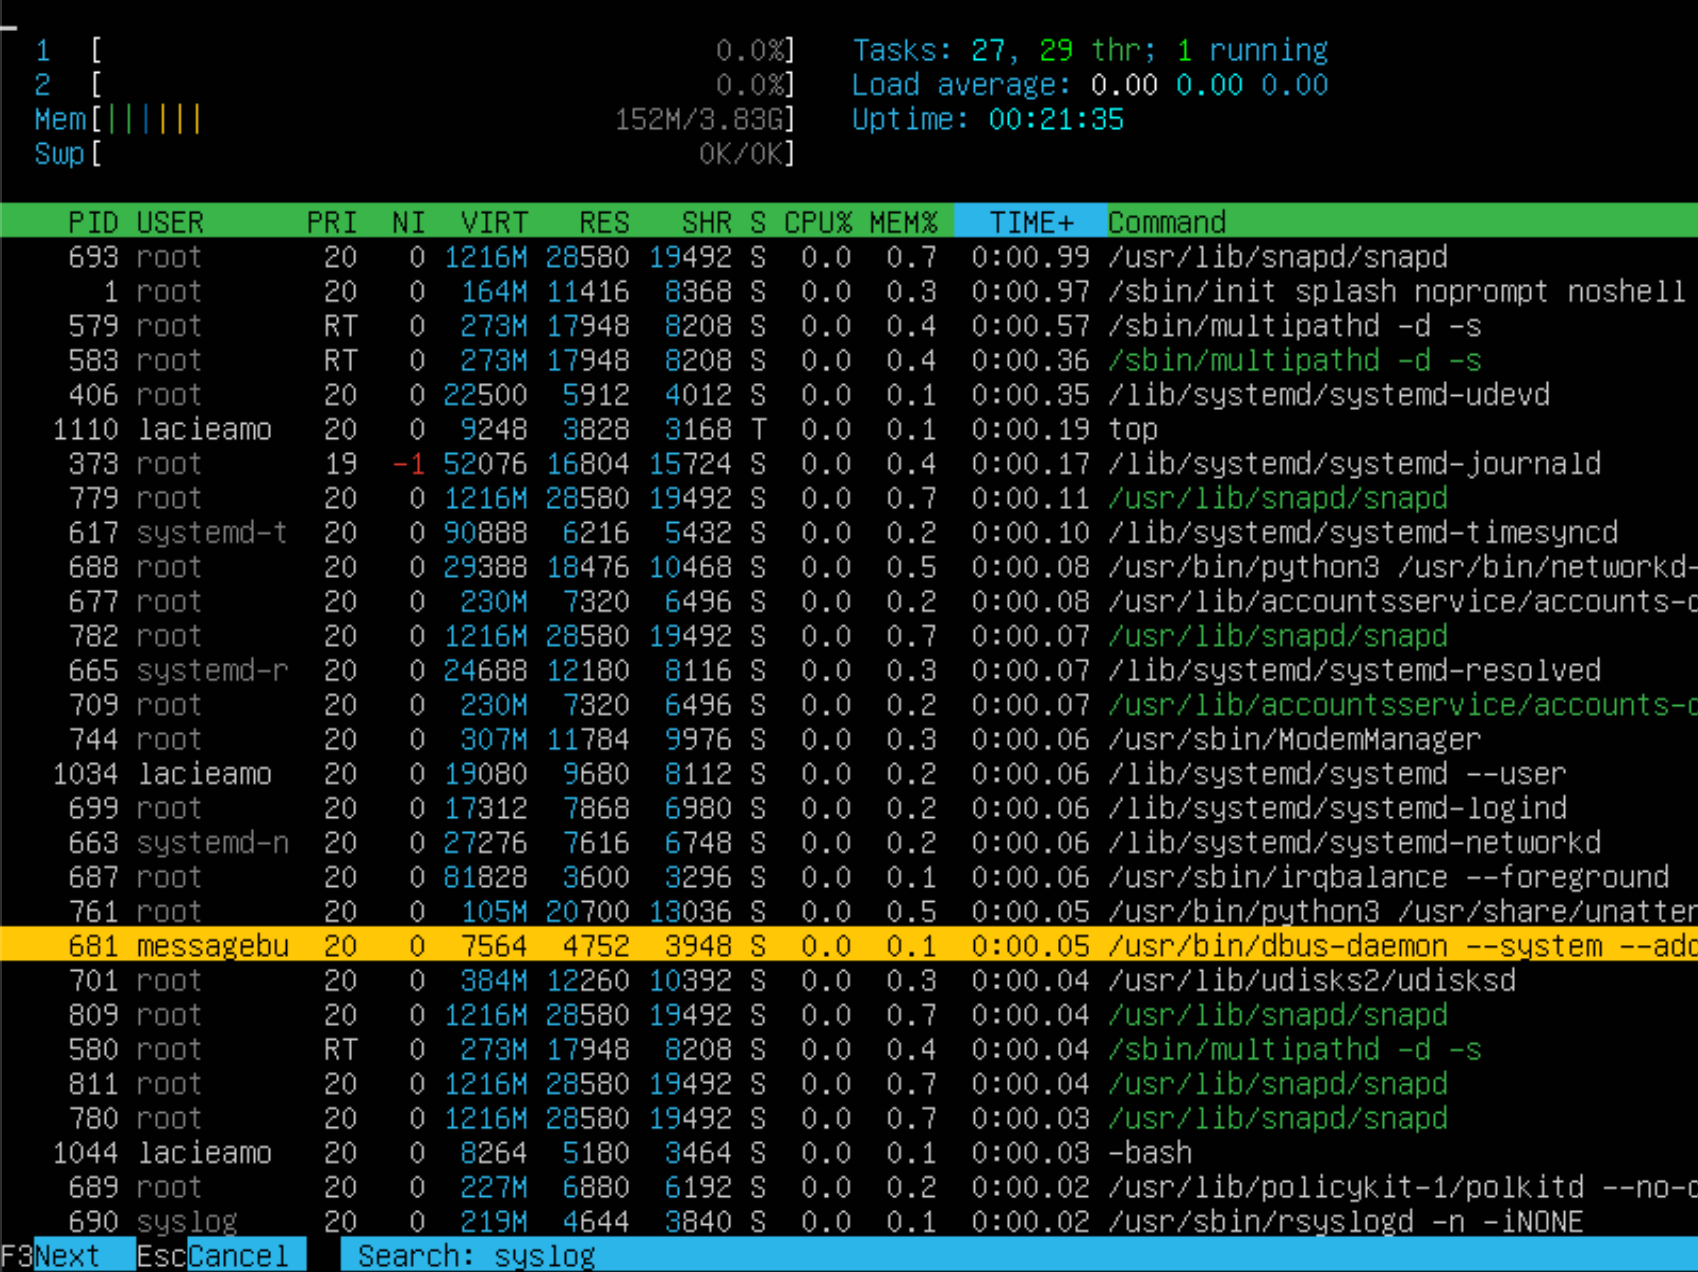 1 [ 0.0%] Tasks: 27, 29 thr; 1 running
2 [ 0.0%] Load average: 0.00 0.00 0.00
Mem[|||||| 152M/3.83G] Uptime: 00:21:35
Swp[ 0K/0K]
PID USER PRI NI VIRT RES SHR S CPU% MEM% TIME+ Command
693 root 20 0 1216M 28580 19492 S 0.0 0.7 0:00.99 /usr/lib/snapd/snapd
1 root 20 0 164M 11416 8368 S 0.0 0.3 0:00.97 /sbin/init splash noprompt noshell
579 root RT 0 273M 17948 8208 S 0.0 0.4 0:00.57 /sbin/multipathd -d -s
583 root RT 0 273M 17948 8208 S 0.0 0.4 0:00.36 /sbin/multipathd -d -s
406 root 20 0 22500 5912 4012 S 0.0 0.1 0:00.35 /lib/systemd/systemd-udevd
1110 lacieamo 20 0 9248 3828 3168 T 0.0 0.1 0:00.19 top
373 root 19 -1 52076 16804 15724 S 0.0 0.4 0:00.17 /lib/systemd/systemd-journald
779 root 20 0 1216M 28580 19492 S 0.0 0.7 0:00.11 /usr/lib/snapd/snapd
617 systemd-t 20 0 90888 6216 5432 S 0.0 0.2 0:00.10 /lib/systemd/systemd-timesyncd
688 root 20 0 29388 18476 10468 S 0.0 0.5 0:00.08 /usr/bin/python3 /usr/bin/networkd-
677 root 20 0 230M 7320 6496 S 0.0 0.2 0:00.08 /usr/lib/accountsservice/accounts-d
782 root 20 0 1216M 28580 19492 S 0.0 0.7 0:00.07 /usr/lib/snapd/snapd
665 systemd-r 20 0 24688 12180 8116 S 0.0 0.3 0:00.07 /lib/systemd/systemd-resolved
709 root 20 0 230M 7320 6496 S 0.0 0.2 0:00.07 /usr/lib/accountsservice/accounts-d
744 root 20 0 307M 11784 9976 S 0.0 0.3 0:00.06 /usr/sbin/ModemManager
1034 lacieamo 20 0 19080 9680 8112 S 0.0 0.2 0:00.06 /lib/systemd/systemd --user
699 root 20 0 17312 7868 6980 S 0.0 0.2 0:00.06 /lib/systemd/systemd-logind
663 systemd-n 20 0 27276 7616 6748 S 0.0 0.2 0:00.06 /lib/systemd/systemd-networkd
687 root 20 0 81828 3600 3296 S 0.0 0.1 0:00.06 /usr/sbin/irqbalance --foreground
761 root 20 0 105M 20700 13036 S 0.0 0.5 0:00.05 /usr/bin/python3 /usr/share/unatter
681 messagebu 20 0 7564 4752 3948 S 0.0 0.1 0:00.05 /usr/bin/dbus-daemon --system --add
701 root 20 0 384M 12260 10392 S 0.0 0.3 0:00.04 /usr/lib/udisks2/udisksd
809 root 20 0 1216M 28580 19492 S 0.0 0.7 0:00.04 /usr/lib/snapd/snapd
580 root RT 0 273M 17948 8208 S 0.0 0.4 0:00.04 /sbin/multipathd -d -s
811 root 20 0 1216M 28580 19492 S 0.0 0.7 0:00.04 /usr/lib/snapd/snapd
780 root 20 0 1216M 28580 19492 S 0.0 0.7 0:00.03 /usr/lib/snapd/snapd
1044 lacieamo 20 0 8264 5180 3464 S 0.0 0.1 0:00.03 -bash
689 root 20 0 227M 6880 6192 S 0.0 0.2 0:00.02 /usr/lib/policykit-1/polkitd --no-d
690 syslog 20 0 219M 4644 3840 S 0.0 0.1 0:00.02 /usr/sbin/rsyslogd -n -iNONE
F3Next EscCancel Search: syslog